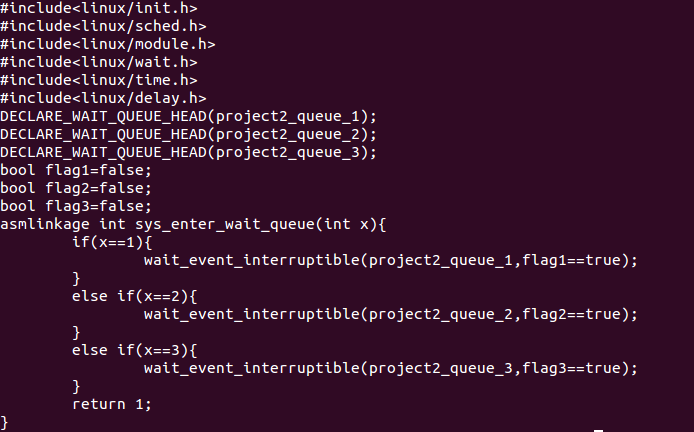 #include<linux/init.h>
#include<linux/sched.h>
#include<linux/module.h>
#include<linux/wait.h>
#include<linux/time.h>
#include<linux/delay.h>
DECLARE_WAIT_QUEUE_HEAD(project2_queue_1);
DECLARE_WAIT_QUEUE_HEAD(project2_queue_2);
DECLARE_WAIT_QUEUE_HEAD(project2_queue_3);
bool flag1=false;
bool flag2=false;
bool flag3=false;
asmlinkage int sys_enter_wait_queue(int x){
        if(x==1){
                wait_event_interruptible(project2_queue_1,flag1==true);
        }
        else if(x==2){
                wait_event_interruptible(project2_queue_2,flag2==true);
        }
        else if(x==3){
                wait_event_interruptible(project2_queue_3,flag3==true);
        }
        return 1;
}